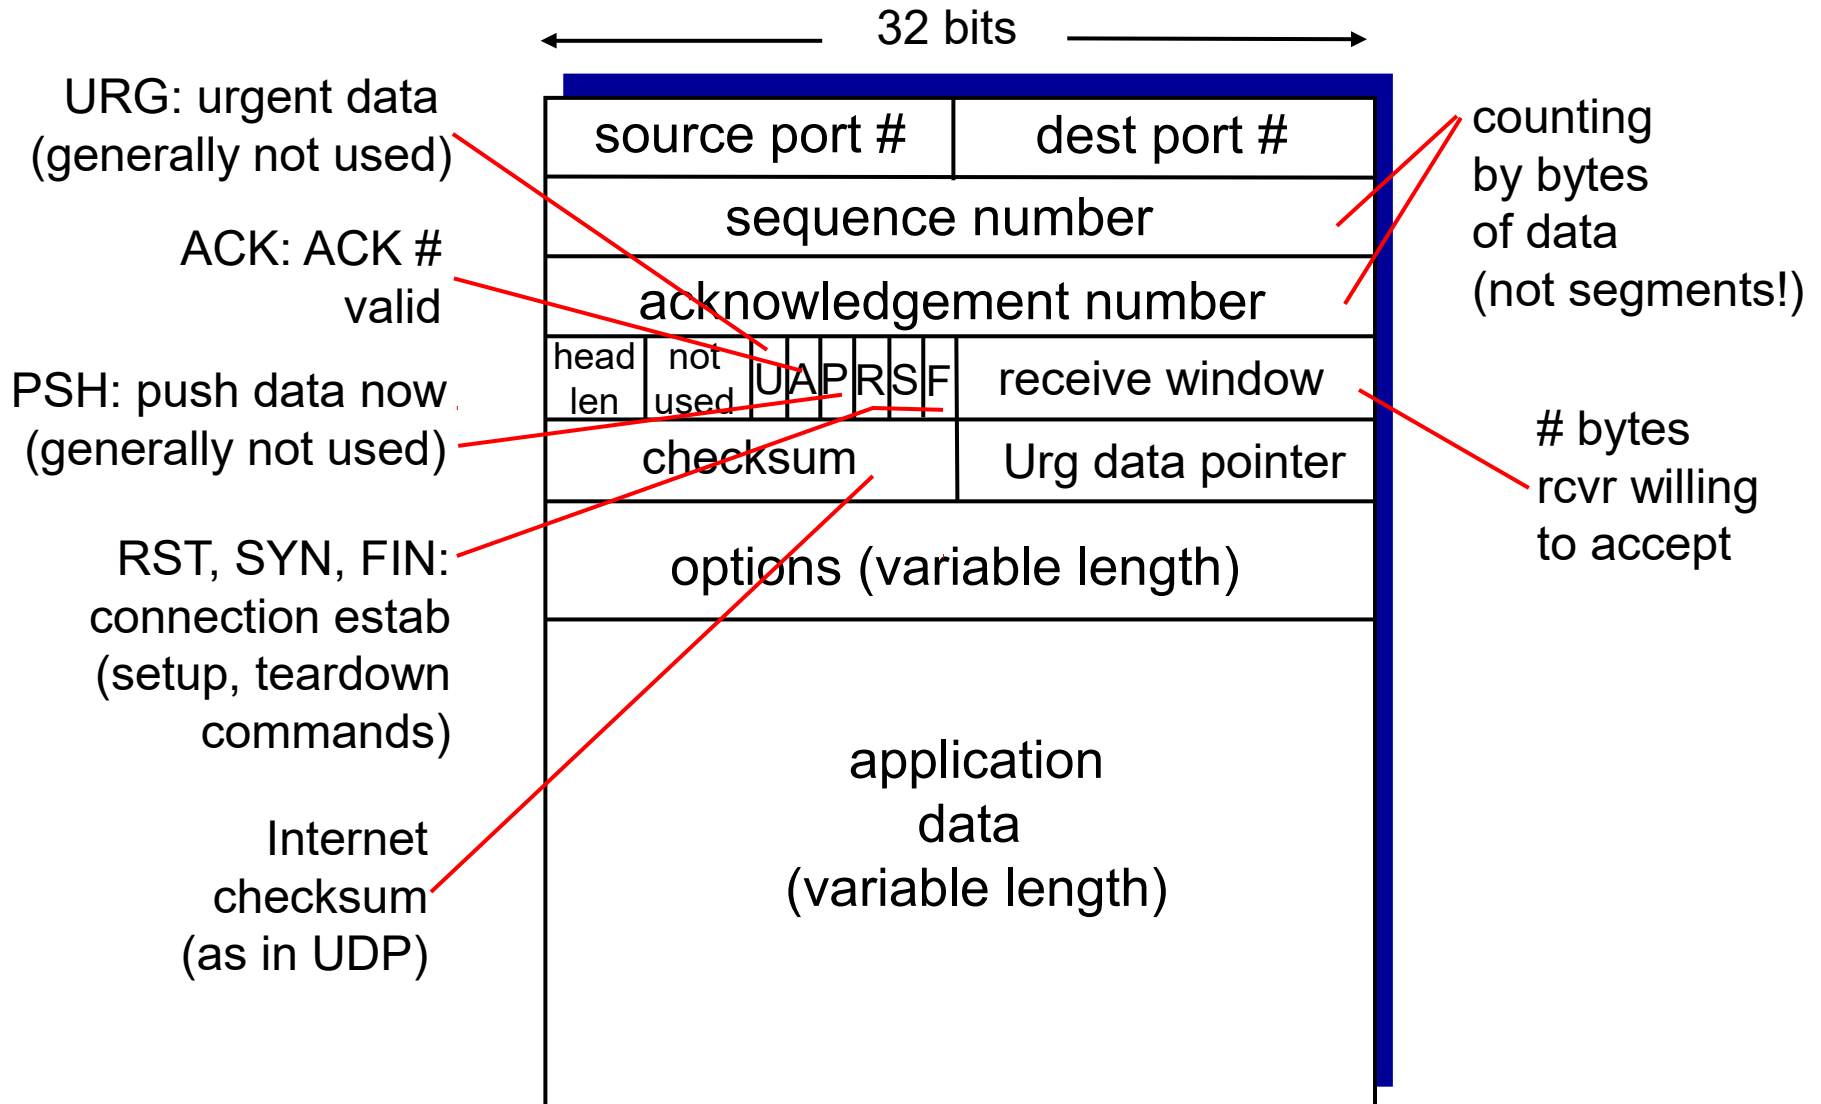 32 bits
URG: urgent data
(generally not used)
ACK: ACK #
valid
PSH: push data now
(generally not used)
RST, SYN, FIN:
connection estab
(setup, teardown
commands)
Internet
checksum
(as in UDP)
source port #
dest port #
sequence number
acknowledgement number
head
len
not
used
U
A
P
R
S
F
receive window
checksum
Urg data pointer
options (variable length)
application
data
(variable length)
counting
by bytes
of data
(not segments!)
# bytes
rcvr willing
to accept